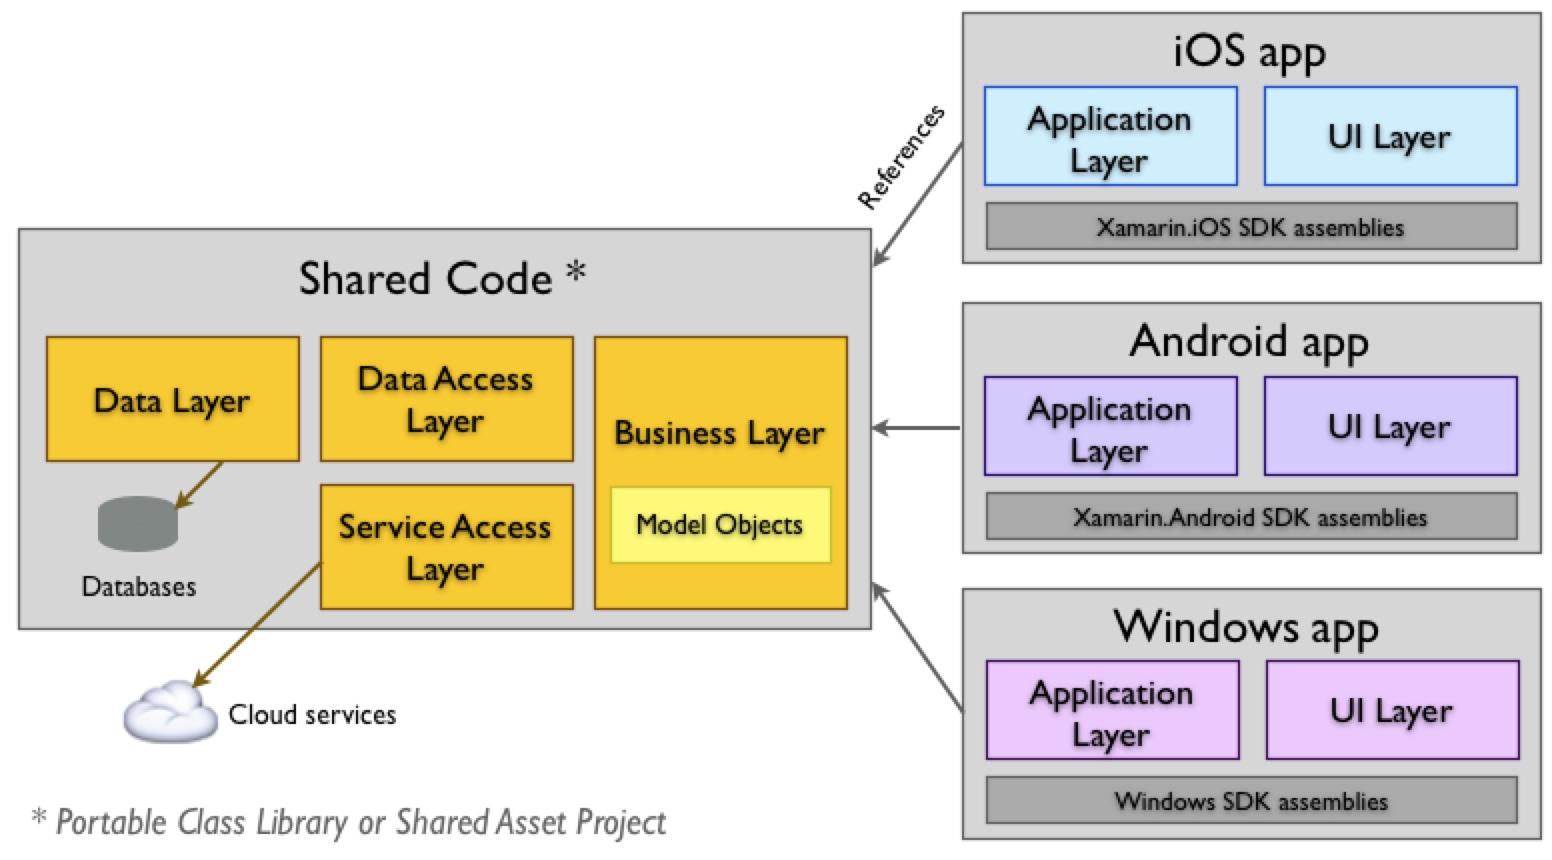 iOS app
Application
Layer
UI Layer
Xamarin.iOS SDK assemblies
References
Shared Code *
Data Layer
Data Access
Layer
Business Layer
Model Objects
Service Access
Layer
Databases
Cloud services
Android app
Application
Layer
UI Layer
Xamarin.Android SDK assemblies
Windows app
Application
Layer
UI Layer
Windows SDK assemblies
* Portable Class Library or Shared Asset Project